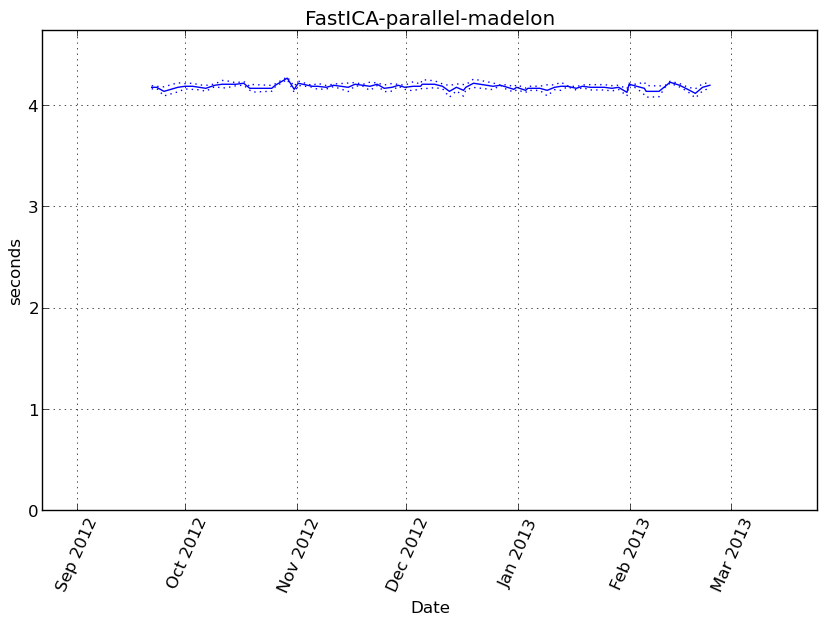 FastICA-parallel-madelon
seconds
4
3
2
1
0
Sep 2012
Oct 2012
Nov 2012
Dec 2012
Jan 2013
Feb 2013
Mar 2013
Date